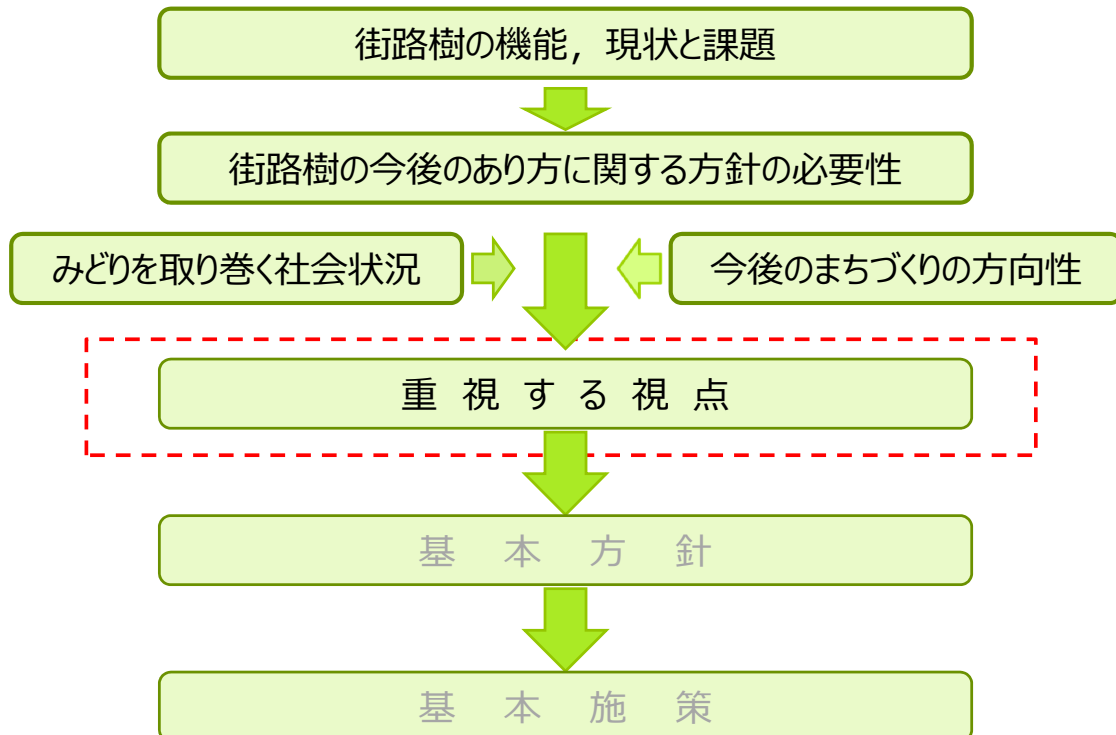 街路樹の機能，現状と課題
街路樹の今後のあり方に関する方針の必要性
みどりを取り巻く社会状況
今後のまちづくりの方向性
重視する視点
基本方針
基本施策